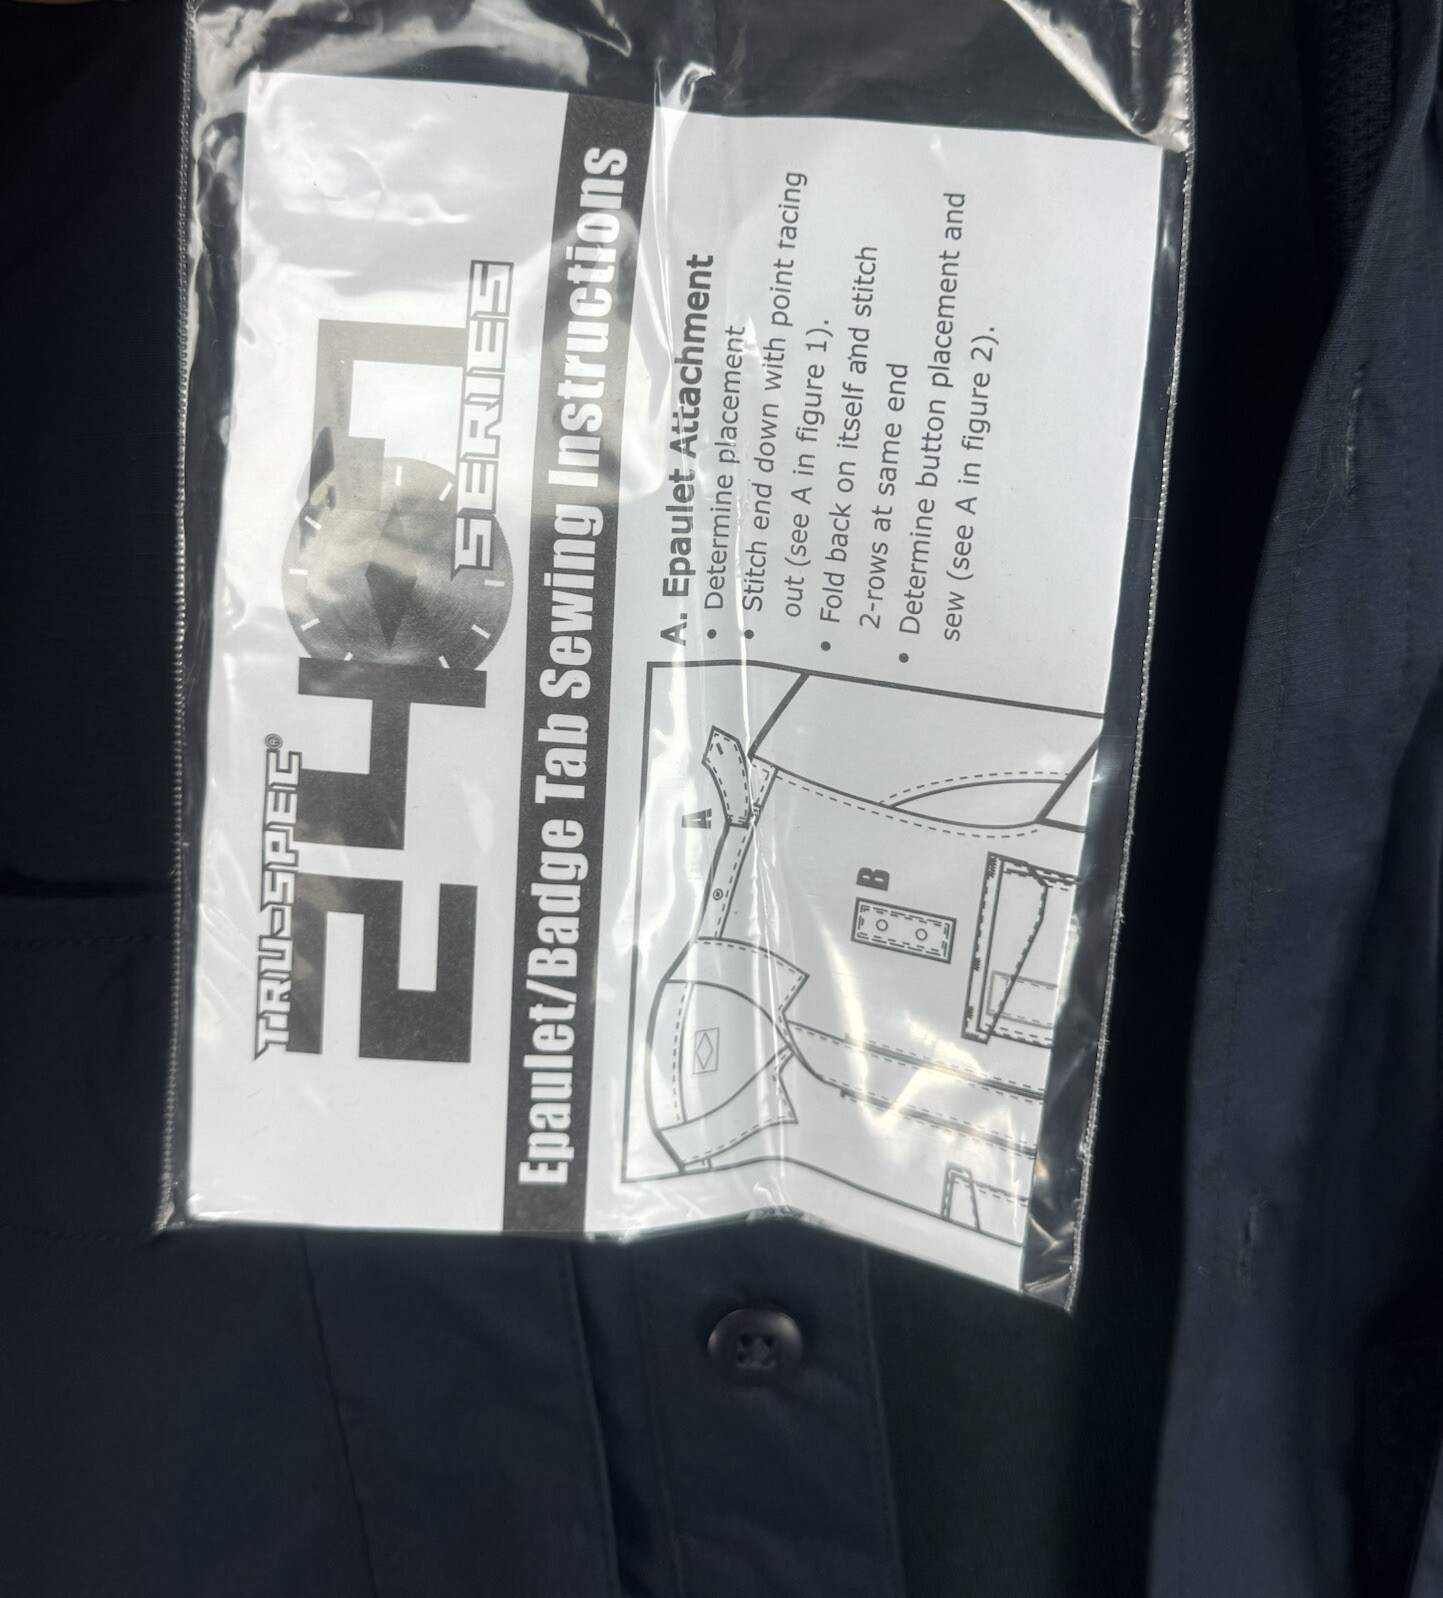 TRU-SPEC®
24-7
SERIES
Epaulet/Badge Tab Sewing Instructions
A. Epaulet Attachment
• Determine placement
• Stitch end down with point racing
out (see A in figure 1).
• Fold back on itself and stitch
2-rows at same end
• Determine button placement and
sew (see A in figure 2).
A
B